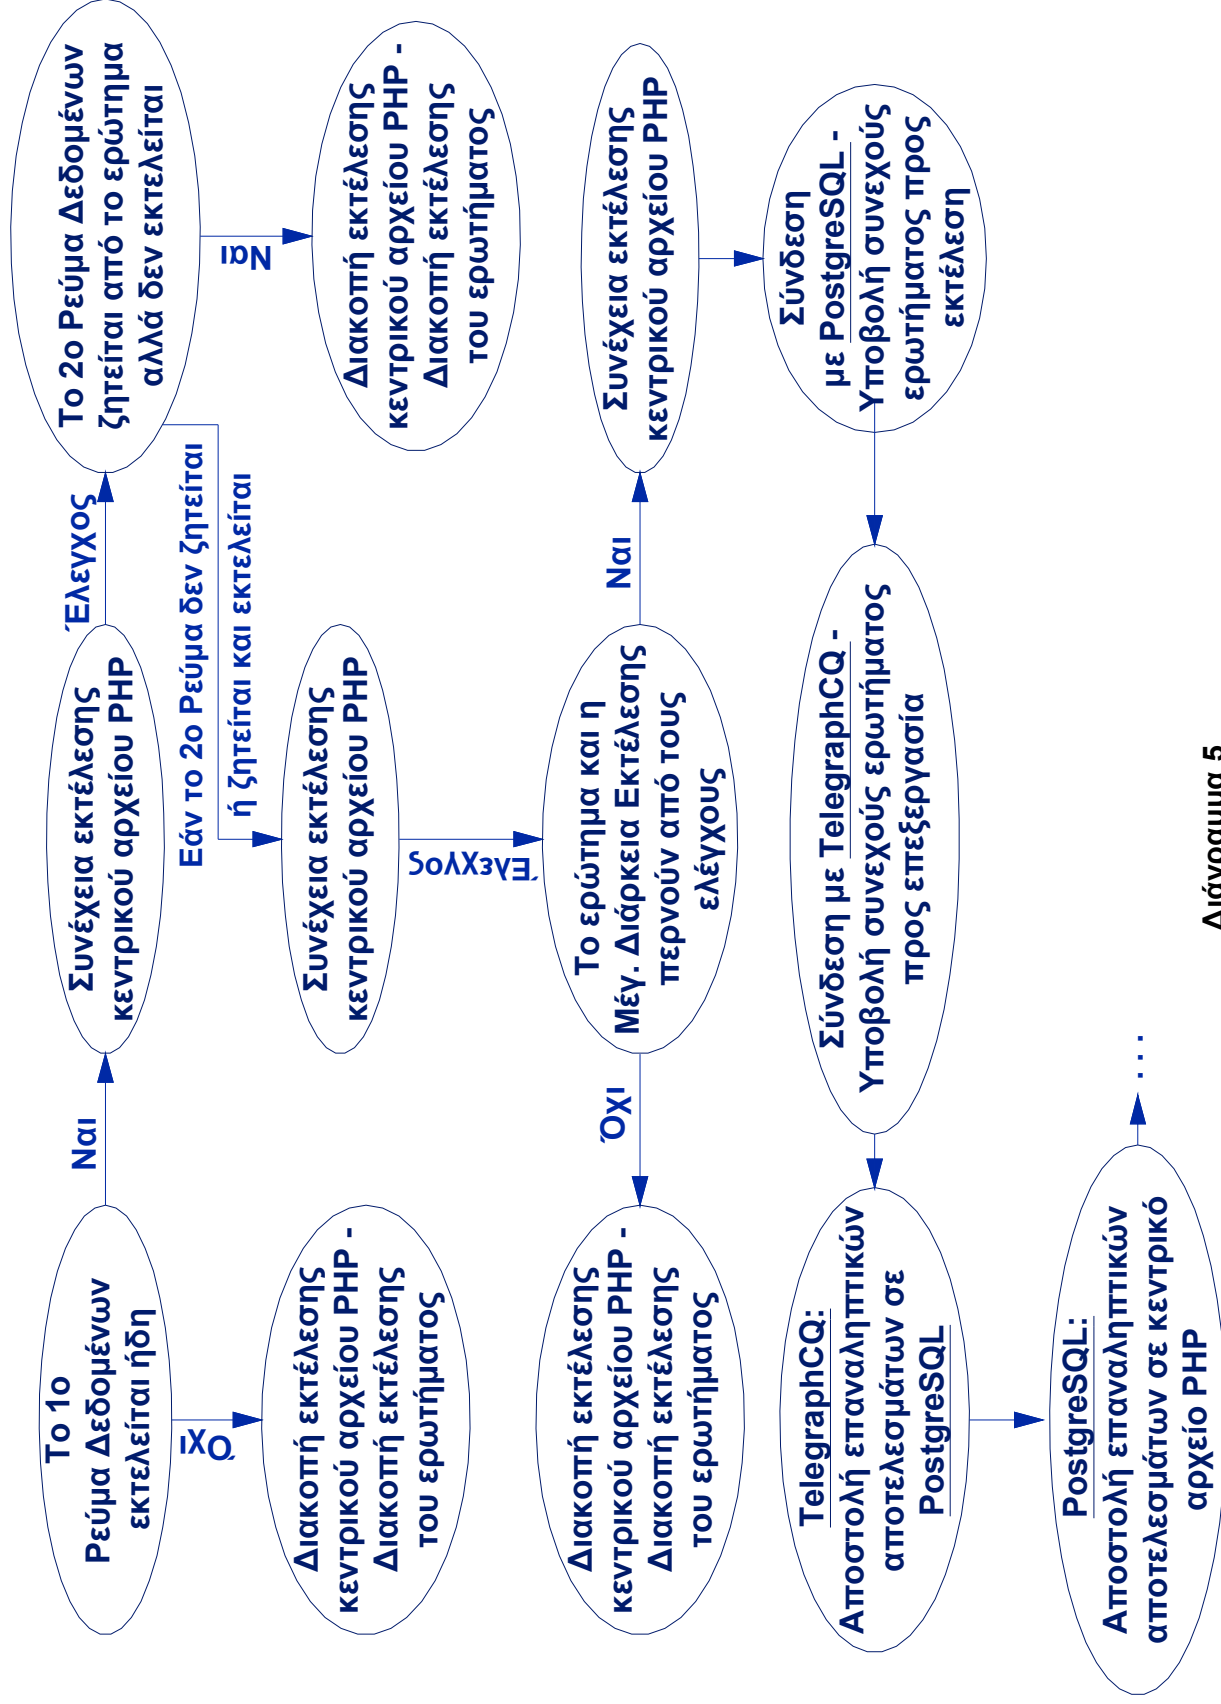 Το 1ο
Ρεύμα Δεδομένων
εκτελείται ήδη
Ναι
Συνέχεια εκτέλεσης
κεντρικού αρχείου PHP
Έλεγχος
Το 2ο Ρεύμα Δεδομένων
ζητείται από το ερώτημα
αλλά δεν εκτελείται
Όχι
Διακοπή εκτέλεσης
κεντρικού αρχείου PHP -
Διακοπή εκτέλεσης
του ερωτήματος
Εάν το 2ο Ρεύμα δεν ζητείται
ή ζητείται και εκτελείται
Συνέχεια εκτέλεσης
κεντρικού αρχείου PHP
Ναι
Διακοπή εκτέλεσης
κεντρικού αρχείου PHP -
Διακοπή εκτέλεσης
του ερωτήματος
Έλεγχος
Το ερώτημα και η
Μέγ. Διάρκεια Εκτέλεσης
περνούν από τους
ελέγχους
Όχι
Διακοπή εκτέλεσης
κεντρικού αρχείου PHP -
Διακοπή εκτέλεσης
του ερωτήματος
Ναι
Συνέχεια εκτέλεσης
κεντρικού αρχείου PHP
Σύνδεση
με PostgreSQL -
Υποβολή συνεχούς
ερωτήματος προς
εκτέλεση
Σύνδεση με TelegraphCQ -
Υποβολή συνεχούς ερωτήματος
προς επεξεργασία
TelegraphCQ:
Αποστολή επαναληπτικών
αποτελεσμάτων σε
PostgreSQL
PostgreSQL:
Αποστολή επαναληπτικών
αποτελεσμάτων σε κεντρικό
αρχείο PHP
. . .
Διάγραμμα 5